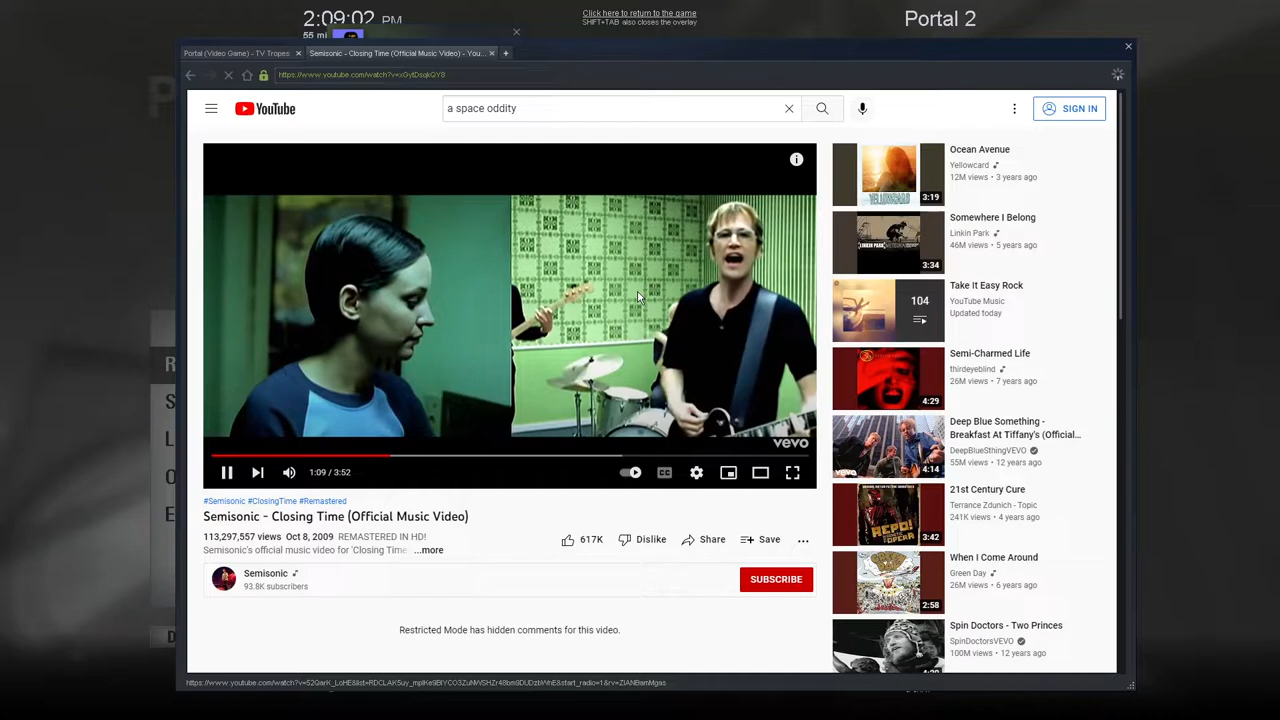 2:09:02 PM
55 mi
Click here to return to the game
SHIFT+TAB also closes the overlay
Portal 2
Portal (Video Game) - TV Tropes
Semisonic - Closing Time (Official Music Video) - You...
YouTube
a space oddity
SIGN IN
vevo
1:09 / 3:52
#Semisonic #ClosingTime #Remastered
Semisonic - Closing Time (Official Music Video)
113,297,557 views Oct 8, 2009 REMASTERED IN HD!
Semisonic's official music video for 'Closing Time ...more
617K
Dislike
Share
Save
Semisonic
93.8K subscribers
SUBSCRIBE
Restricted Mode has hidden comments for this video.
Ocean Avenue
Yellowcard
12M views • 3 years ago
3:19
Somewhere I Belong
Linkin Park
46M views • 5 years ago
3:34
Take It Easy Rock
YouTube Music
Updated today
104
Semi-Charmed Life
thirdeyeblind
26M views • 7 years ago
4:29
Deep Blue Something -
Breakfast At Tiffany's (Official...
DeepBlueSthingVEVO
55M views • 12 years ago
vevo
4:14
21st Century Cure
Terrance Zdunich - Topic
241K views • 4 years ago
3:42
When I Come Around
Green Day
26M views • 6 years ago
2:58
Spin Doctors - Two Princes
SpinDoctorsVEVO
100M views • 12 years ago